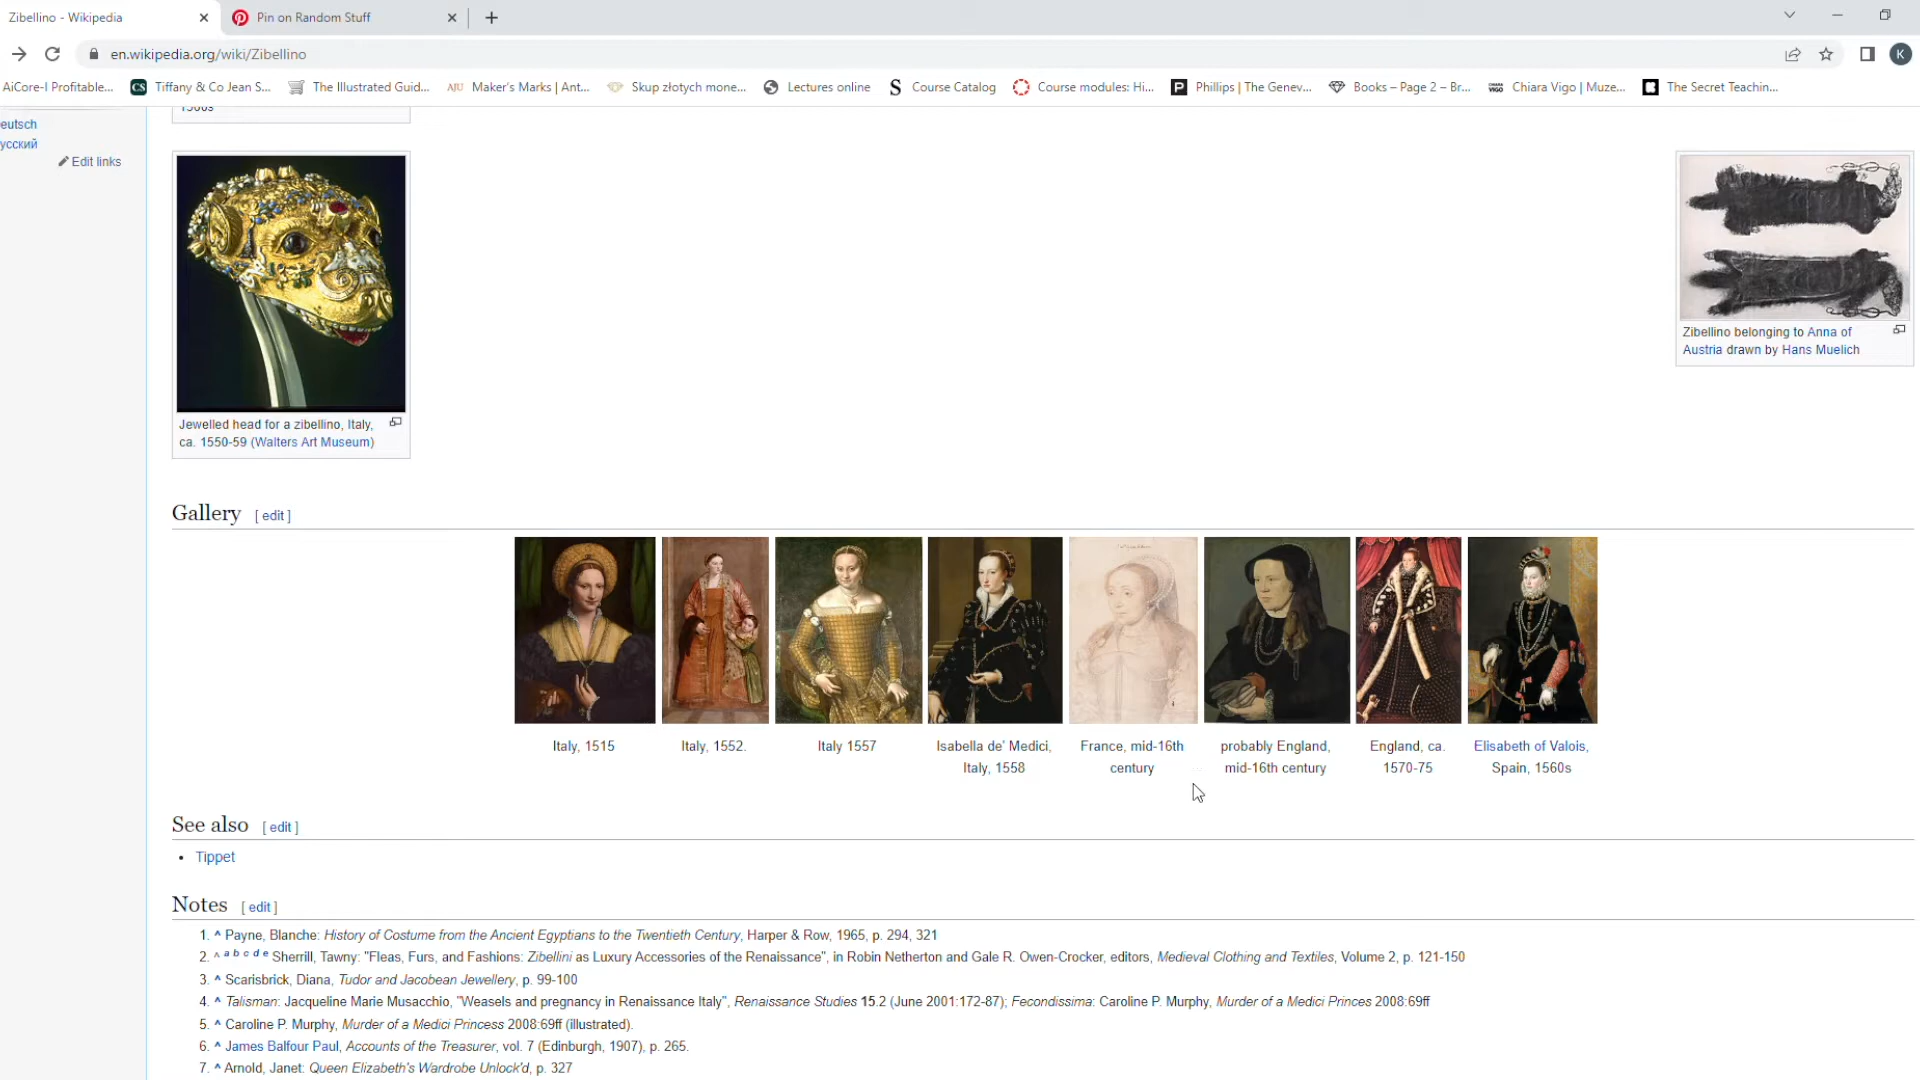 Zibellino - Wikipedia
Pin on Random Stuff
en.wikipedia.org/wiki/Zibellino
K
AiCore-I Profitable...
Tiffany & Co Jean S...
The Illustrated Guid...
Maker's Marks | Ant...
Skup złotych mone...
Lectures online
Course Catalog
Course modules: Hi...
Phillips | The Genev...
Books – Page 2 – Br...
Chiara Vigo | Muze...
The Secret Teachin...
eutsch
усский
Edit links
1500s
Jewelled head for a zibellino, Italy,
ca. 1550-59 (Walters Art Museum)
Zibellino belonging to Anna of
Austria drawn by Hans Muelich
Gallery [ edit ]
Italy, 1515
Italy, 1552.
Italy 1557
Isabella de' Medici,
Italy, 1558
France, mid-16th
century
probably England,
mid-16th century
England, ca.
1570-75
Elisabeth of Valois,
Spain, 1560s
See also [ edit ]
• Tippet
Notes [ edit ]
1. ^ Payne, Blanche: History of Costume from the Ancient Egyptians to the Twentieth Century, Harper & Row, 1965, p. 294, 321
2. ^ a b c d e Sherrill, Tawny: "Fleas, Furs, and Fashions: Zibellini as Luxury Accessories of the Renaissance", in Robin Netherton and Gale R. Owen-Crocker, editors, Medieval Clothing and Textiles, Volume 2, p. 121-150
3. ^ Scarisbrick, Diana, Tudor and Jacobean Jewellery, p. 99-100
4. ^ Talisman: Jacqueline Marie Musacchio, "Weasels and pregnancy in Renaissance Italy", Renaissance Studies 15.2 (June 2001:172-87); Fecondissima: Caroline P. Murphy, Murder of a Medici Princes 2008:69ff
5. ^ Caroline P. Murphy, Murder of a Medici Princess 2008:69ff (illustrated).
6. ^ James Balfour Paul, Accounts of the Treasurer, vol. 7 (Edinburgh, 1907), p. 265.
7. ^ Arnold, Janet: Queen Elizabeth's Wardrobe Unlock'd, p. 327